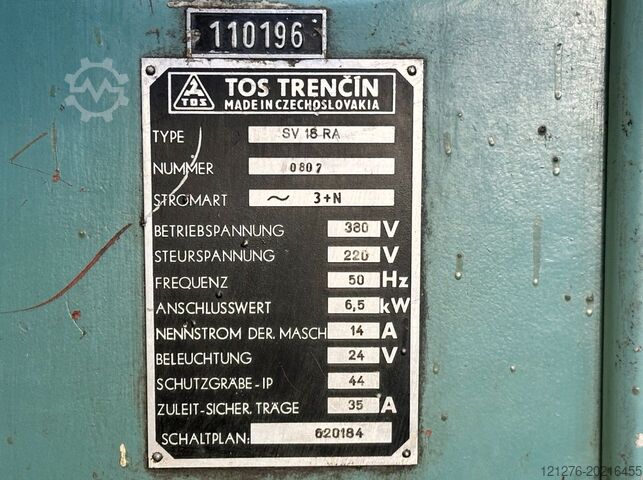 110196
TOS
TOS TRENČÍN
MADE IN CZECHOSLOVAKIA
TYPE SV 18 RA
NUMMER 0807
STROMART ~ 3+N
BETRIEBSPANNUNG 380 V
STEURSPANNUNG 220 V
FREQUENZ 50 Hz
ANSCHLUSSWERT 6,5 kW
NENNSTROM DER. MASCH 14 A
BELEUCHTUNG 24 V
SCHUTZGRÄBE-IP 44
ZULEIT-SICHER. TRÄGE 35 A
SCHALTPLAN: 620184
121276-20216455